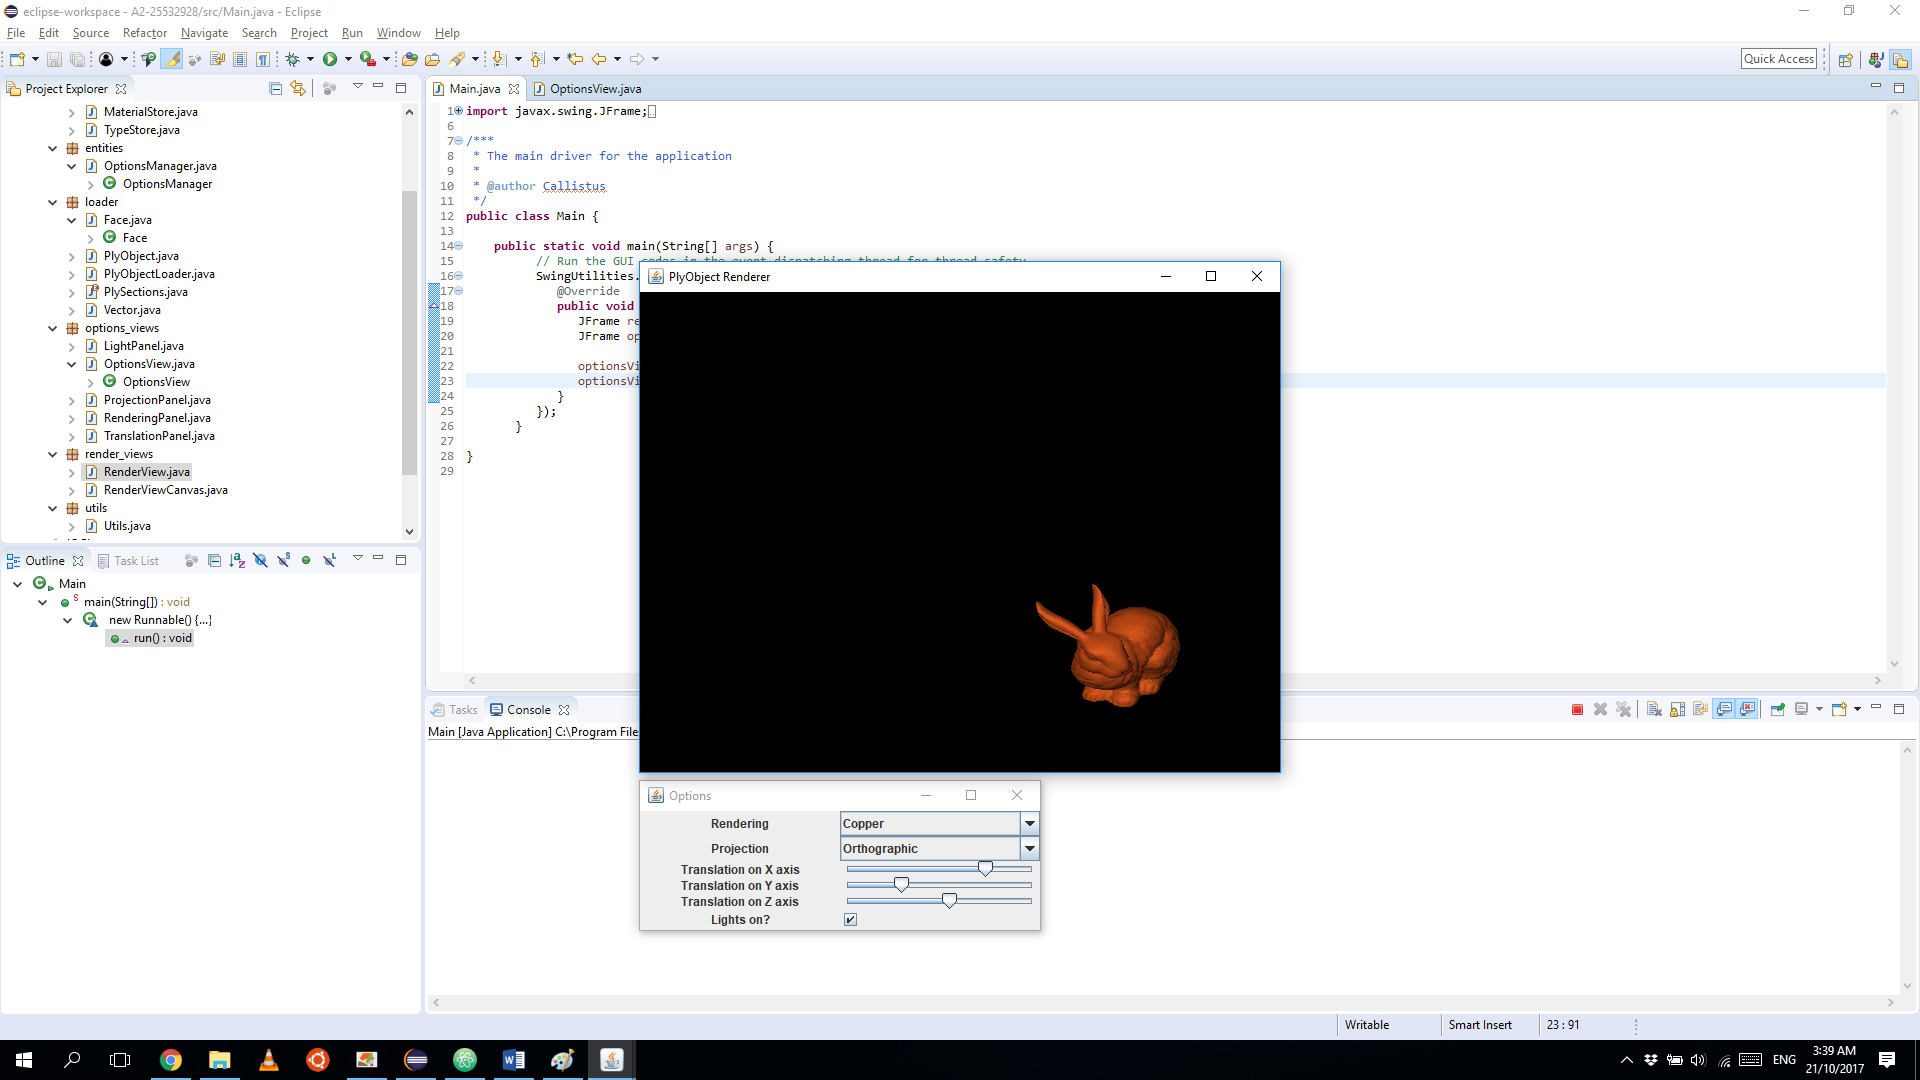 eclipse-workspace - A2-25532928/src/Main.java - Eclipse
File Edit Source Refactor Navigate Search Project Run Window Help
Quick Access
Project Explorer
MaterialStore.java
TypeStore.java
entities
OptionsManager.java
OptionsManager
loader
Face.java
Face
PlyObject.java
PlyObjectLoader.java
PlySections.java
Vector.java
options_views
LightPanel.java
OptionsView.java
OptionsView
ProjectionPanel.java
RenderingPanel.java
TranslationPanel.java
render_views
RenderView.java
RenderViewCanvas.java
utils
Utils.java
Outline Task List
Main
main(String[]) : void
new Runnable() {...}
run() : void
Main.java OptionsView.java
1 import javax.swing.JFrame;
6
7 /***
8 * The main driver for the application
9 *
10 * @author Callistus
11 */
12 public class Main {
13
14 public static void main(String[] args) {
15 // Run the GUI codes in the event dispatching thread for thread safety
16 SwingUtilities.
17 @Override
18 public void
19 JFrame re
20 JFrame op
21
22 optionsVi
23 optionsVi
24 }
25 });
26 }
27
28 }
29
PlyObject Renderer
Tasks Console
Main [Java Application] C:\Program File
Options
Rendering Copper
Projection Orthographic
Translation on X axis
Translation on Y axis
Translation on Z axis
Lights on?
Writable Smart Insert 23 : 91
ENG 3:39 AM
21/10/2017